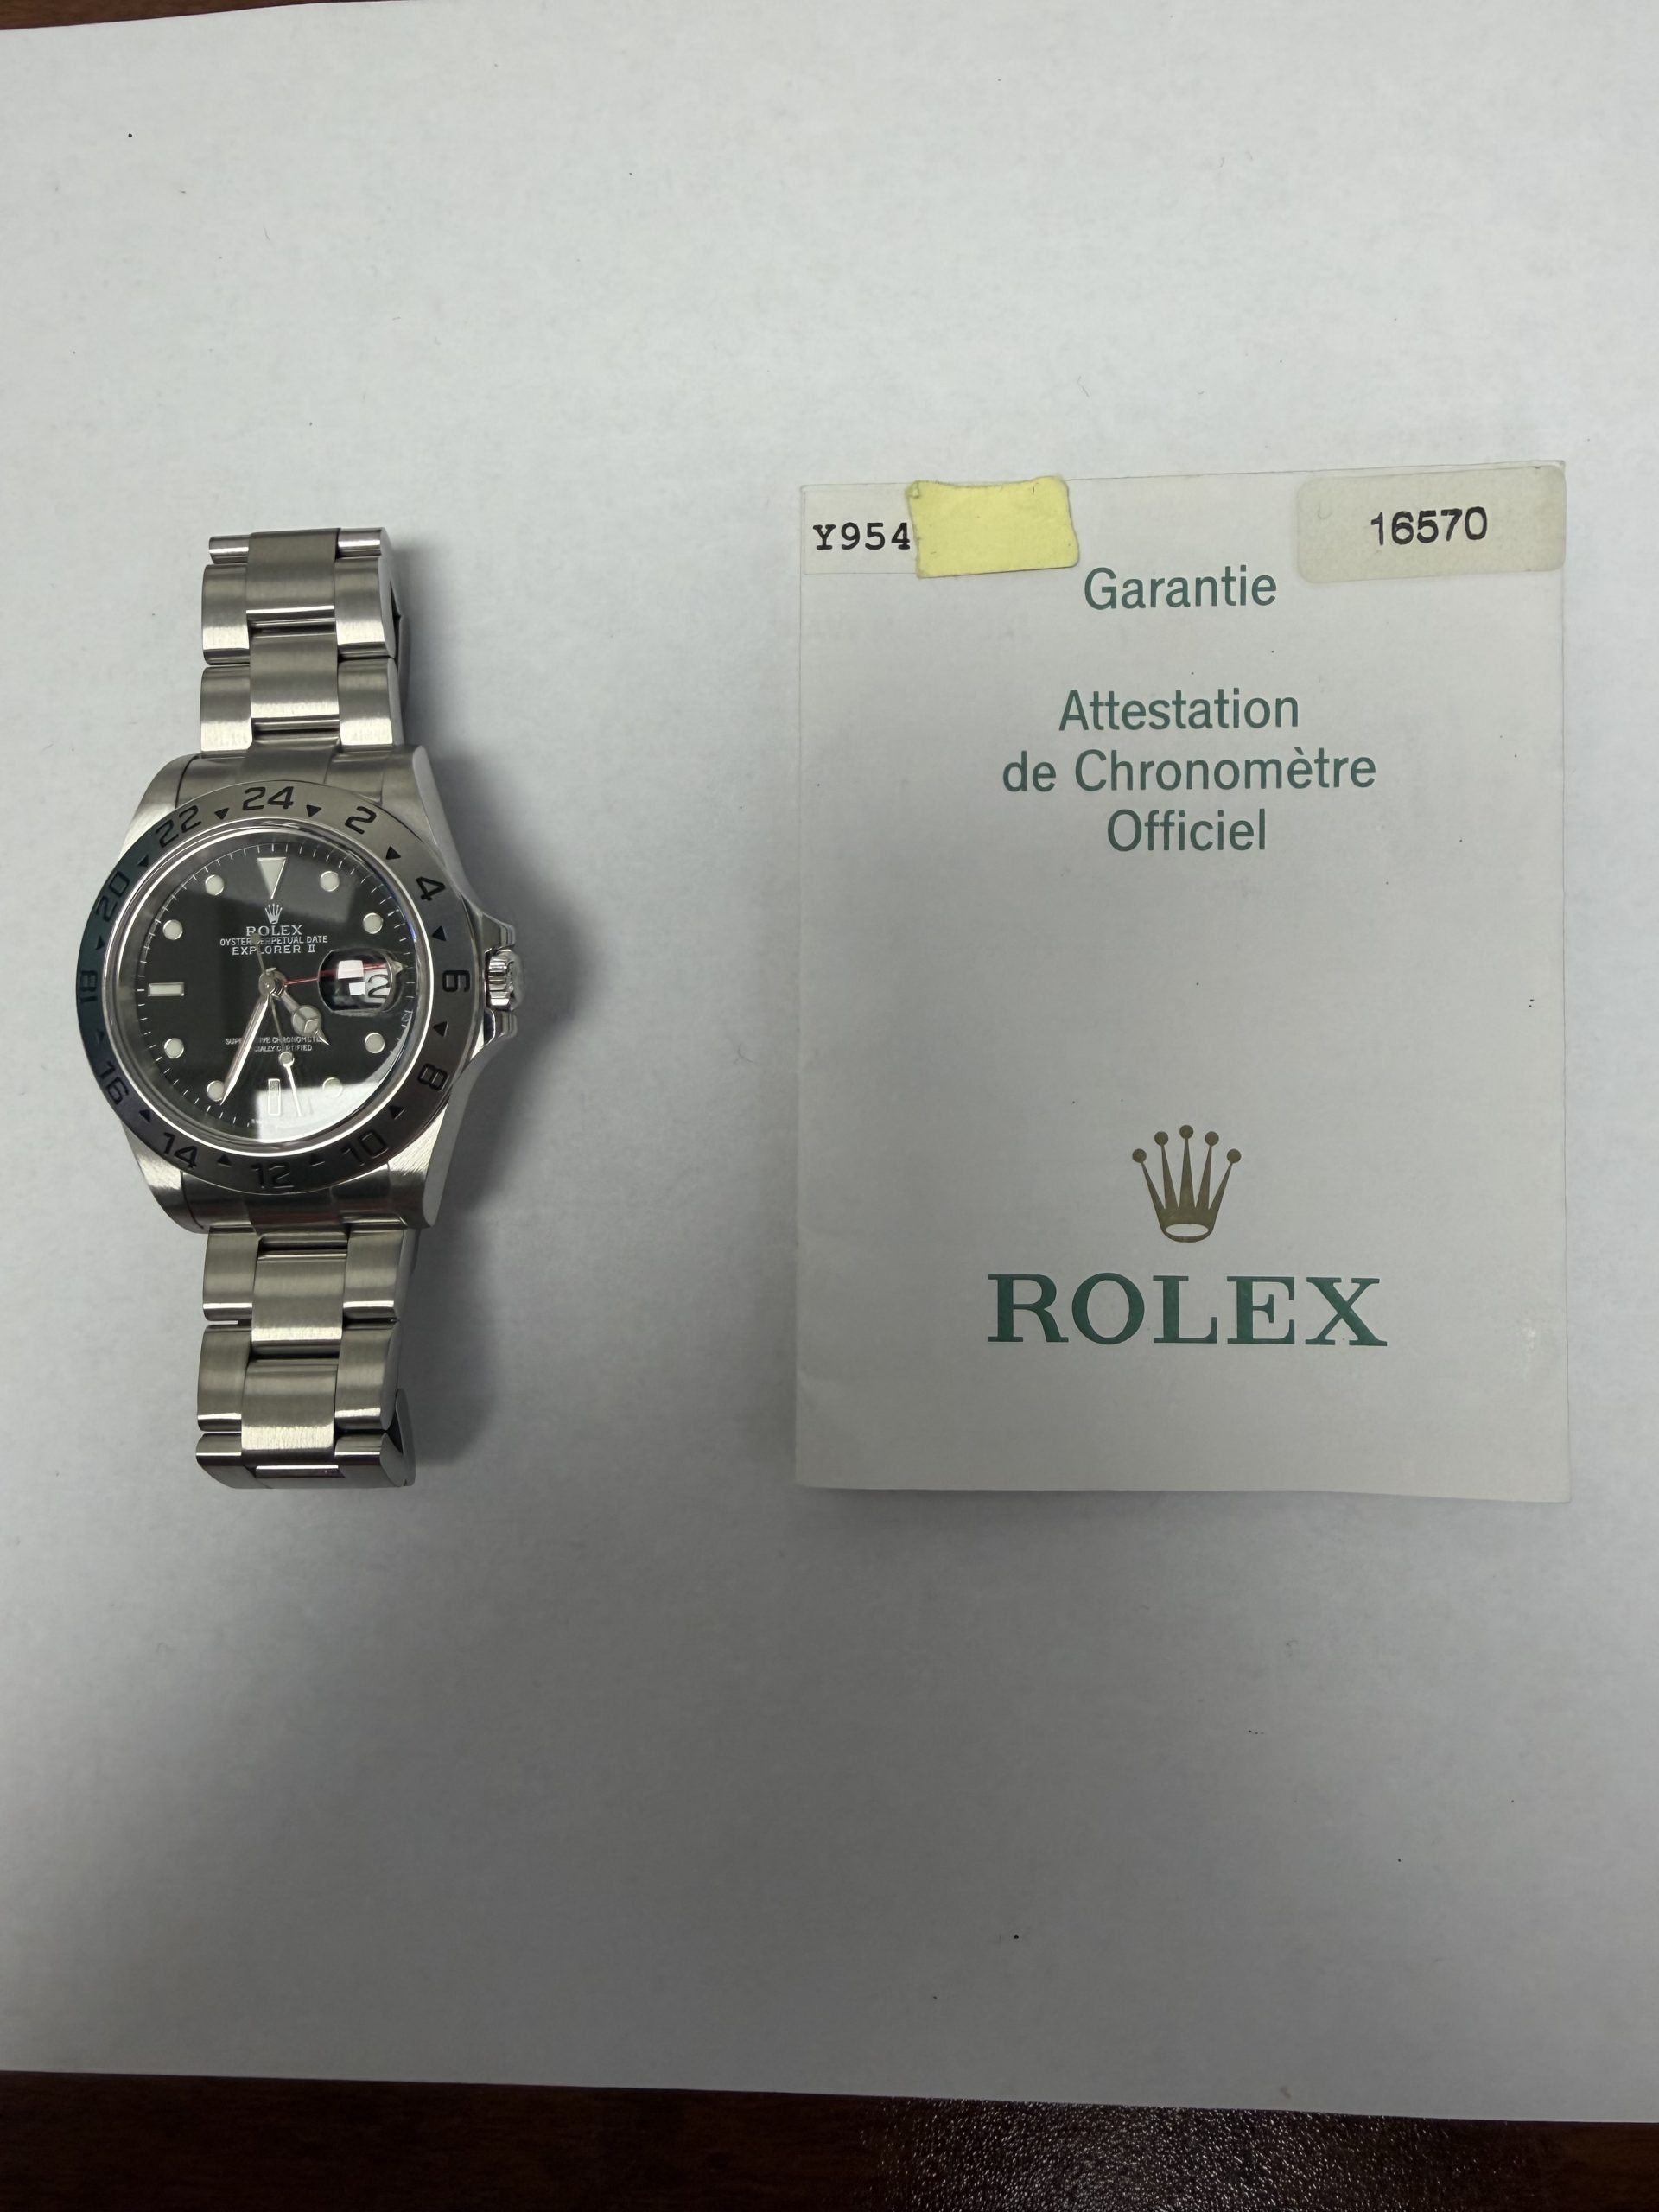 24
2
4
6
8
10
12
14
16
18
20
22
ROLEX
OYSTER PERPETUAL DATE
EXPLORER II
2
Y954
16570
Garantie
Attestation
de Chronomètre
Officiel
ROLEX